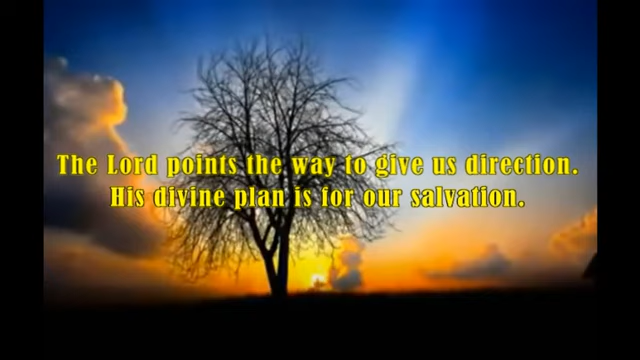 The Lord points the way to give us direction.
His divine plan is for our salvation.